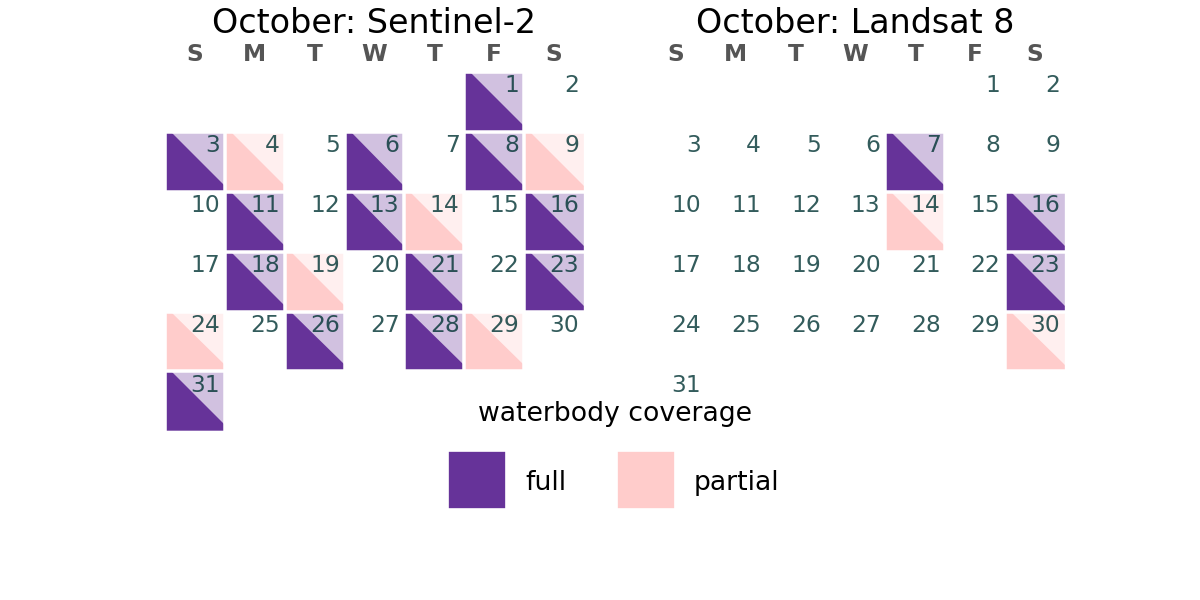 October: Sentinel-2
S M T W T F S
1 2
3 4 5 6 7 8 9
10 11 12 13 14 15 16
17 18 19 20 21 22 23
24 25 26 27 28 29 30
31
October: Landsat 8
S M T W T F S
1 2
3 4 5 6 7 8 9
10 11 12 13 14 15 16
17 18 19 20 21 22 23
24 25 26 27 28 29 30
31
waterbody coverage
full partial